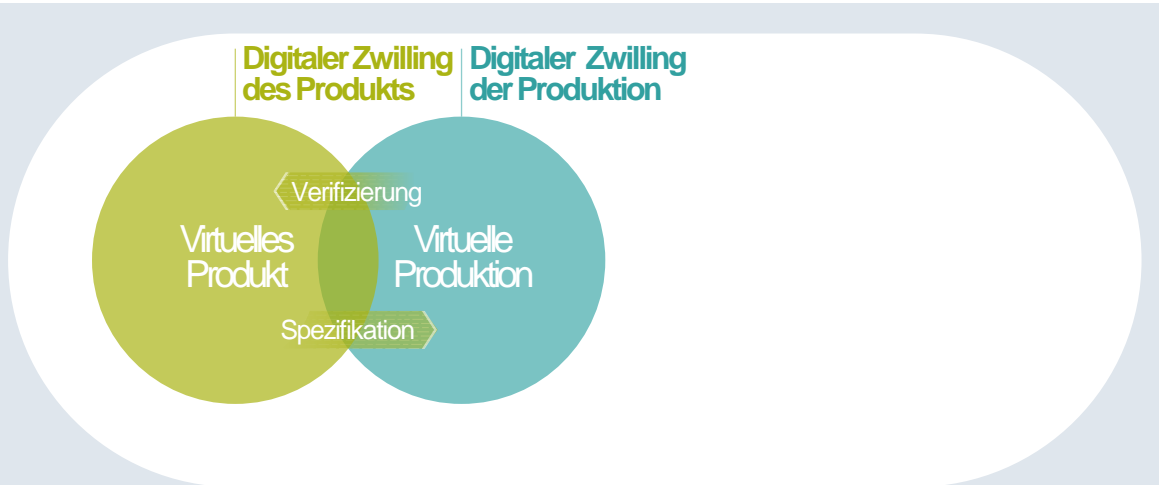 Digitaler Zwilling
des Produkts
Digitaler Zwilling
der Produktion
Verifizierung
Virtuelles
Produkt
Virtuelle
Produktion
Spezifikation